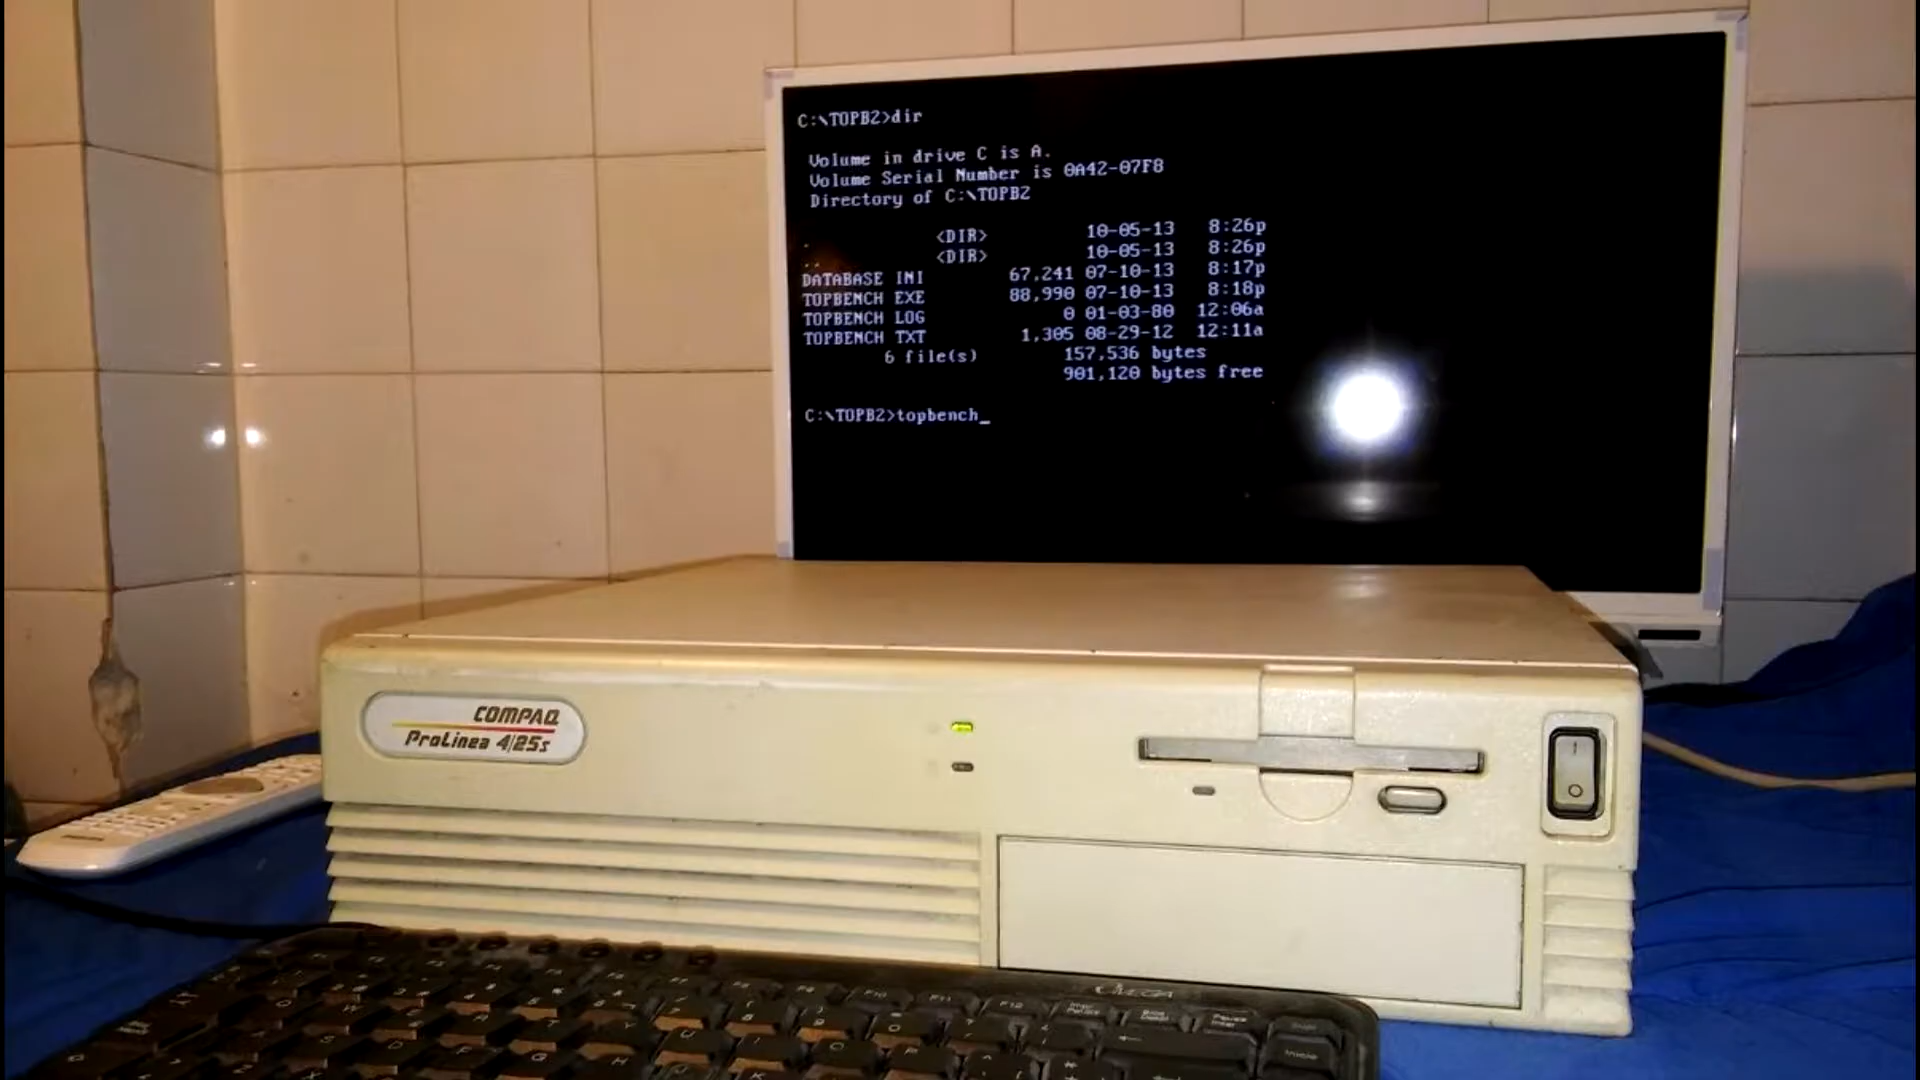 C:\TOPB2>dir
Volume in drive C is A.
Volume Serial Number is 0A42-07F8
Directory of C:\TOPB2
. <DIR> 10-05-13 8:26p
.. <DIR> 10-05-13 8:26p
DATABASE INI 67,241 07-10-13 8:17p
TOPBENCH EXE 88,990 07-10-13 8:18p
TOPBENCH LOG 0 01-03-80 12:06a
TOPBENCH TXT 1,305 08-29-12 12:11a
6 file(s) 157,536 bytes
901,120 bytes free
C:\TOPB2>topbench_
COMPAQ
ProLinea 4/25s
F10 F11 F12